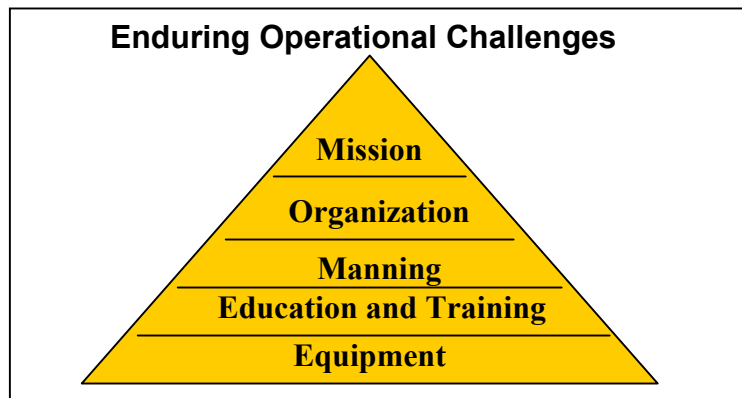 Enduring Operational Challenges
Mission
Organization
Manning
Education and Training
Equipment